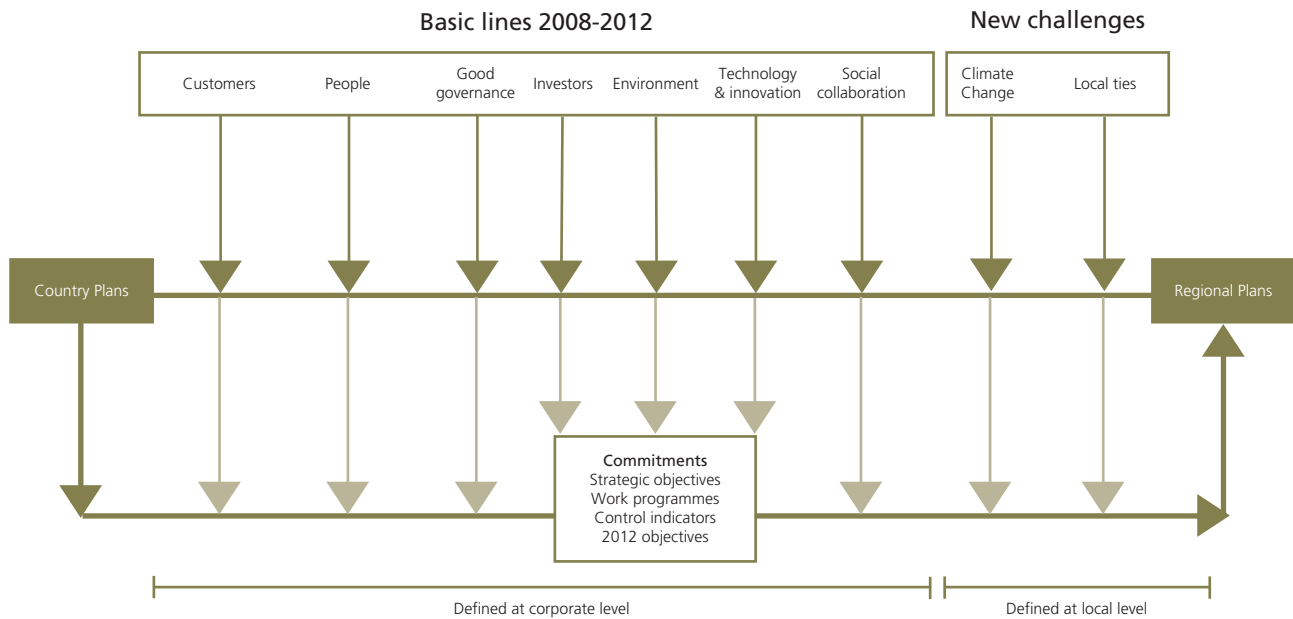 Basic lines 2008-2012
New challenges
Customers
People
Good
governance
Investors
Environment
Technology
& innovation
Social
collaboration
Climate
Change
Local ties
Country Plans
Regional Plans
Commitments
Strategic objectives
Work programmes
Control indicators
2012 objectives
Defined at corporate level
Defined at local level